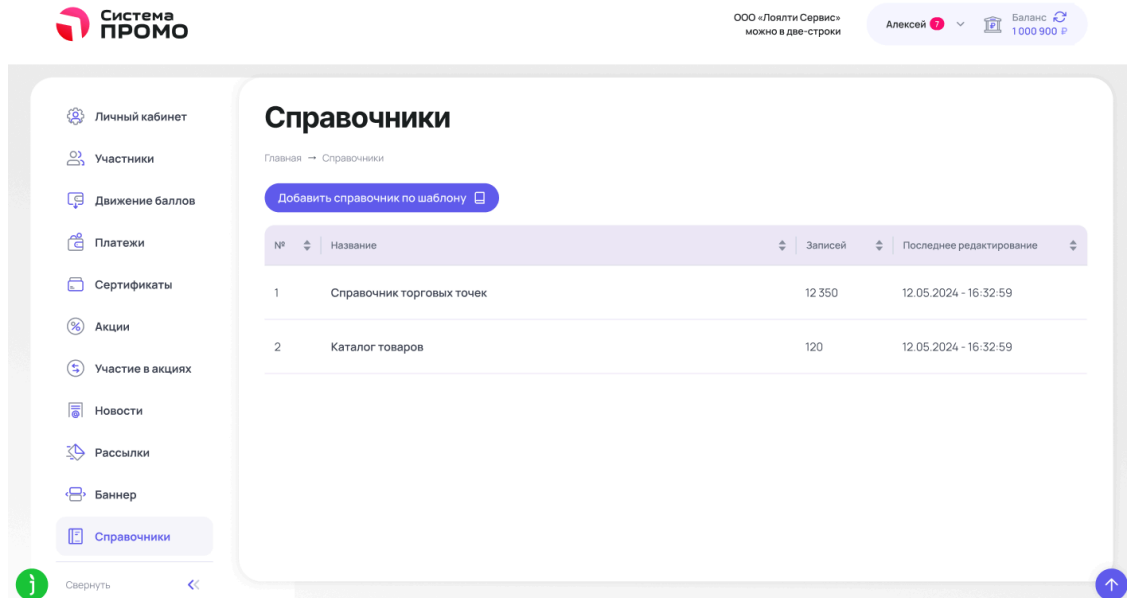 Система
ПРОМО
ООО «Лоялти Сервис»
можно в две-строки
Алексей 7
Баланс
1 000 900 ₽
Личный кабинет
Участники
Движение баллов
Платежи
Сертификаты
Акции
Участие в акциях
Новости
Рассылки
Баннер
Справочники
Свернуть
Справочники
Главная → Справочники
Добавить справочник по шаблону
№ Название Записей Последнее редактирование
1 Справочник торговых точек 12 350 12.05.2024 - 16:32:59
2 Каталог товаров 120 12.05.2024 - 16:32:59